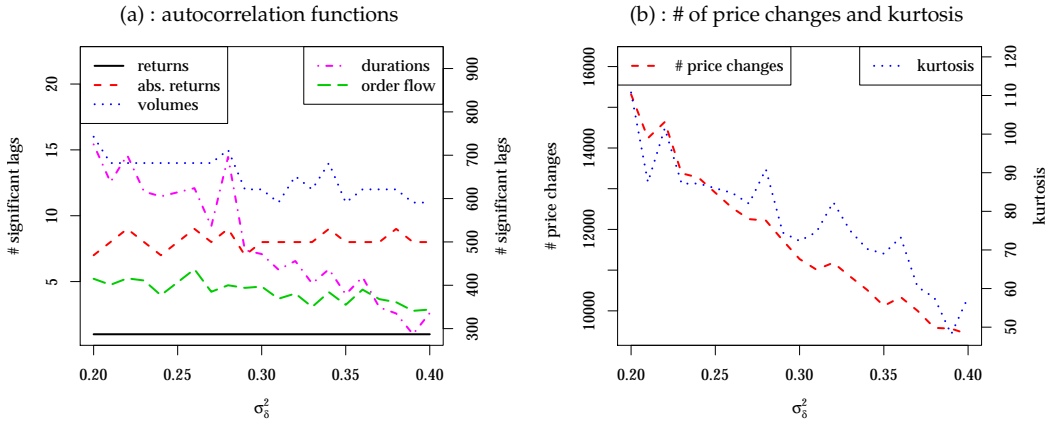 (a) : autocorrelation functions
returns
abs. returns
volumes
durations
order flow
# significant lags
5
10
15
20
# significant lags
300
400
500
600
700
800
900
0.20
0.25
0.30
0.35
0.40
σ²δ
(b) : # of price changes and kurtosis
# price changes
kurtosis
# price changes
10000
12000
14000
16000
kurtosis
50
60
70
80
90
100
110
120
0.20
0.25
0.30
0.35
0.40
σ²δ